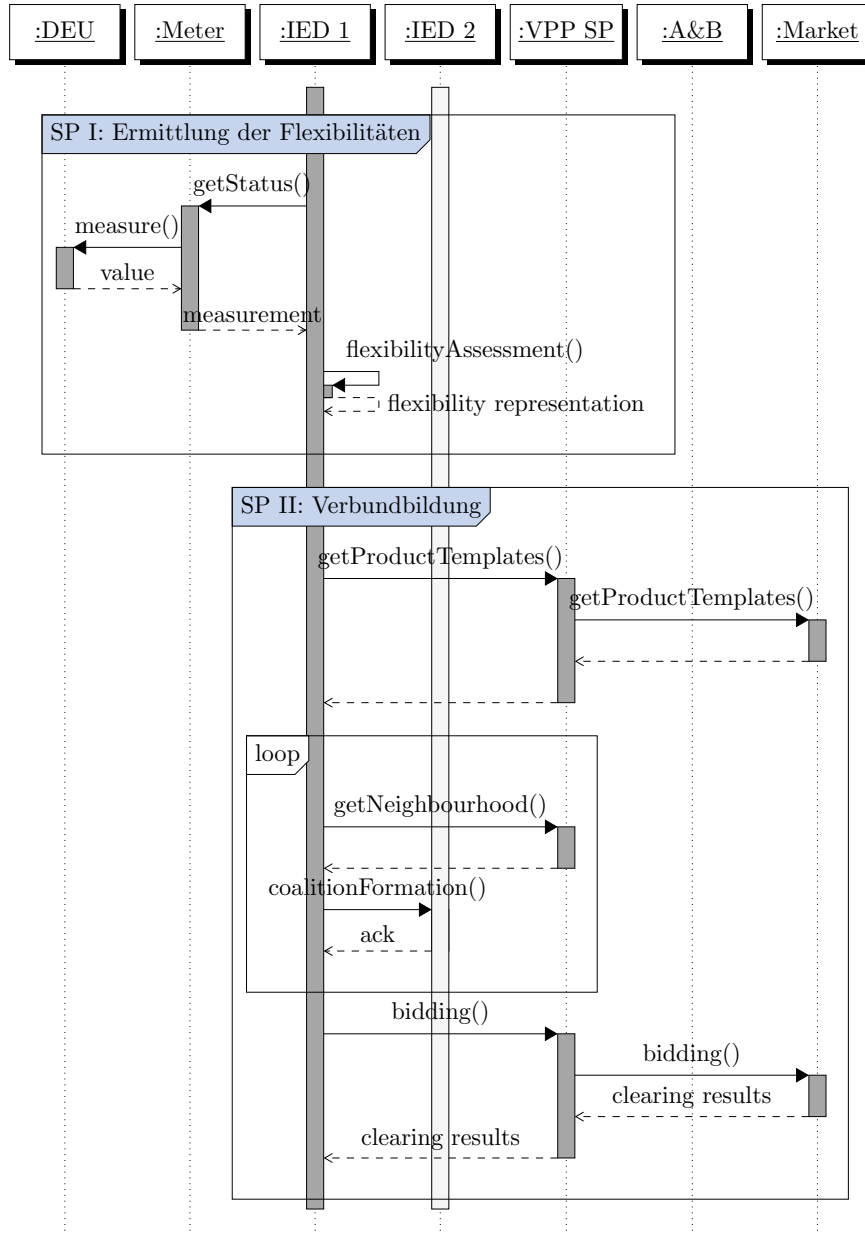 :DEU
:Meter
:IED 1
:IED 2
:VPP SP
:A&B
:Market
SP I: Ermittlung der Flexibilitäten
getStatus()
measure()
value
measurement
flexibilityAssessment()
flexibility representation
SP II: Verbundbildung
getProductTemplates()
getProductTemplates()
loop
getNeighbourhood()
coalitionFormation()
ack
bidding()
bidding()
clearing results
clearing results